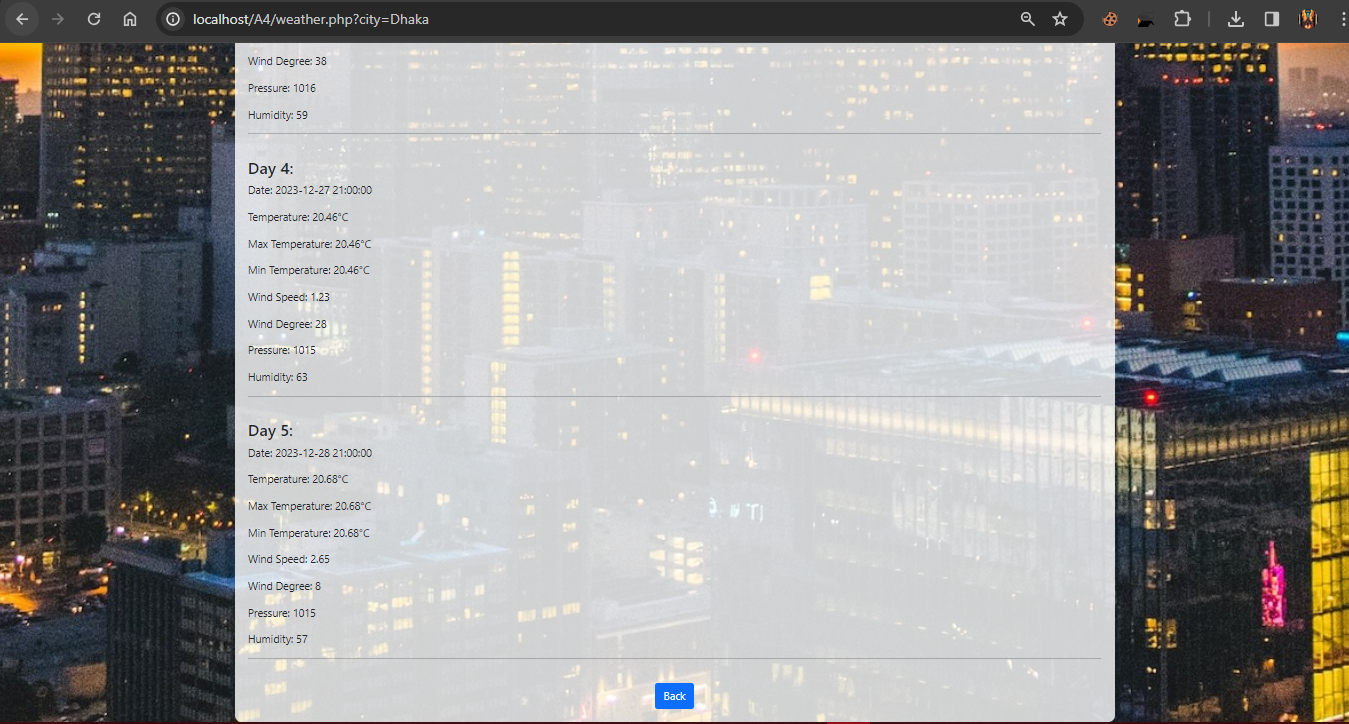 localhost/A4/weather.php?city=Dhaka
Wind Degree: 38
Pressure: 1016
Humidity: 59
Day 4:
Date: 2023-12-27 21:00:00
Temperature: 20.46°C
Max Temperature: 20.46°C
Min Temperature: 20.46°C
Wind Speed: 1.23
Wind Degree: 28
Pressure: 1015
Humidity: 63
Day 5:
Date: 2023-12-28 21:00:00
Temperature: 20.68°C
Max Temperature: 20.68°C
Min Temperature: 20.68°C
Wind Speed: 2.65
Wind Degree: 8
Pressure: 1015
Humidity: 57
Back